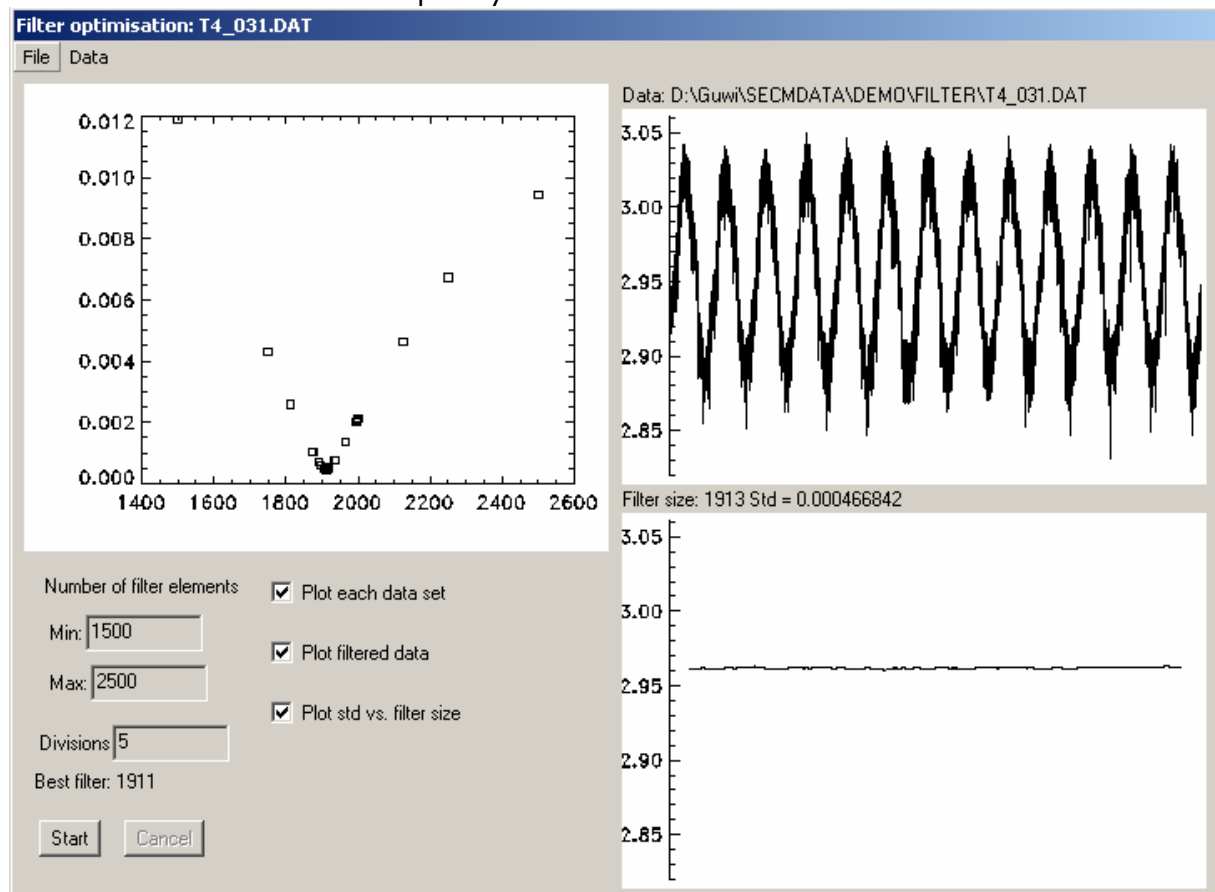 Filter optimisation: T4_031.DAT
File Data
0.012
0.010
0.008
0.006
0.004
0.002
0.000
1400 1600 1800 2000 2200 2400 2600
Number of filter elements
Min: 1500
Max: 2500
Divisions 5
Best filter: 1911
Start Cancel
Plot each data set
Plot filtered data
Plot std vs. filter size
Data: D:\Guwi\SECMDATA\DEMO\FILTER\T4_031.DAT
3.05
3.00
2.95
2.90
2.85
Filter size: 1913 Std = 0.000466842
3.05
3.00
2.95
2.90
2.85